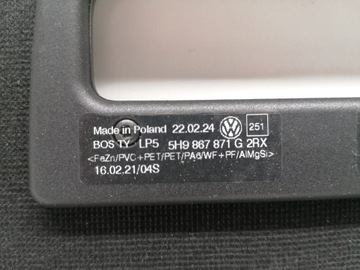 Made in Poland 22.02.24 251
BOS TY LP5 5H9 867 871 G 2RX
<FeZn/PVC+PET/PET/PA6/WF+PF/AlMgSi>
16.02.21/04S